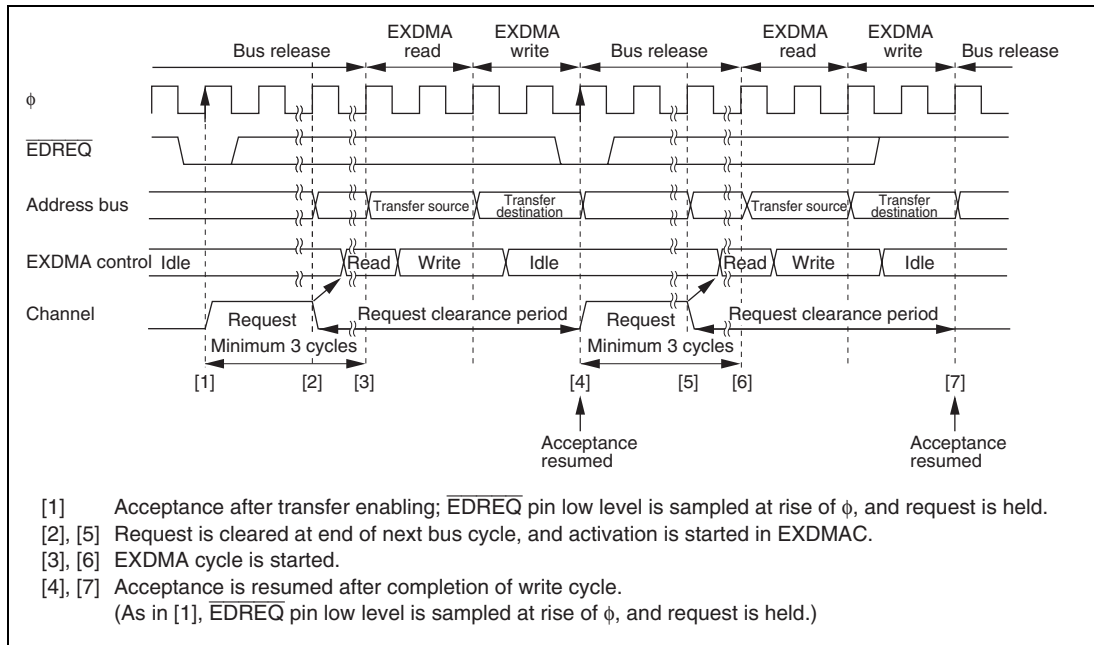 EXDMA read EXDMA write EXDMA read EXDMA write
Bus release Bus release Bus release
φ
EDREQ
Address bus Transfer source Transfer destination Transfer source Transfer destination
EXDMA control Idle Read Write Idle Read Write Idle
Channel Request Request clearance period Request Request clearance period
Minimum 3 cycles Minimum 3 cycles
[1] [2] [3] [4] [5] [6] [7]
Acceptance resumed Acceptance resumed
[1] Acceptance after transfer enabling; EDREQ pin low level is sampled at rise of φ, and request is held.
[2], [5] Request is cleared at end of next bus cycle, and activation is started in EXDMAC.
[3], [6] EXDMA cycle is started.
[4], [7] Acceptance is resumed after completion of write cycle.
(As in [1], EDREQ pin low level is sampled at rise of φ, and request is held.)